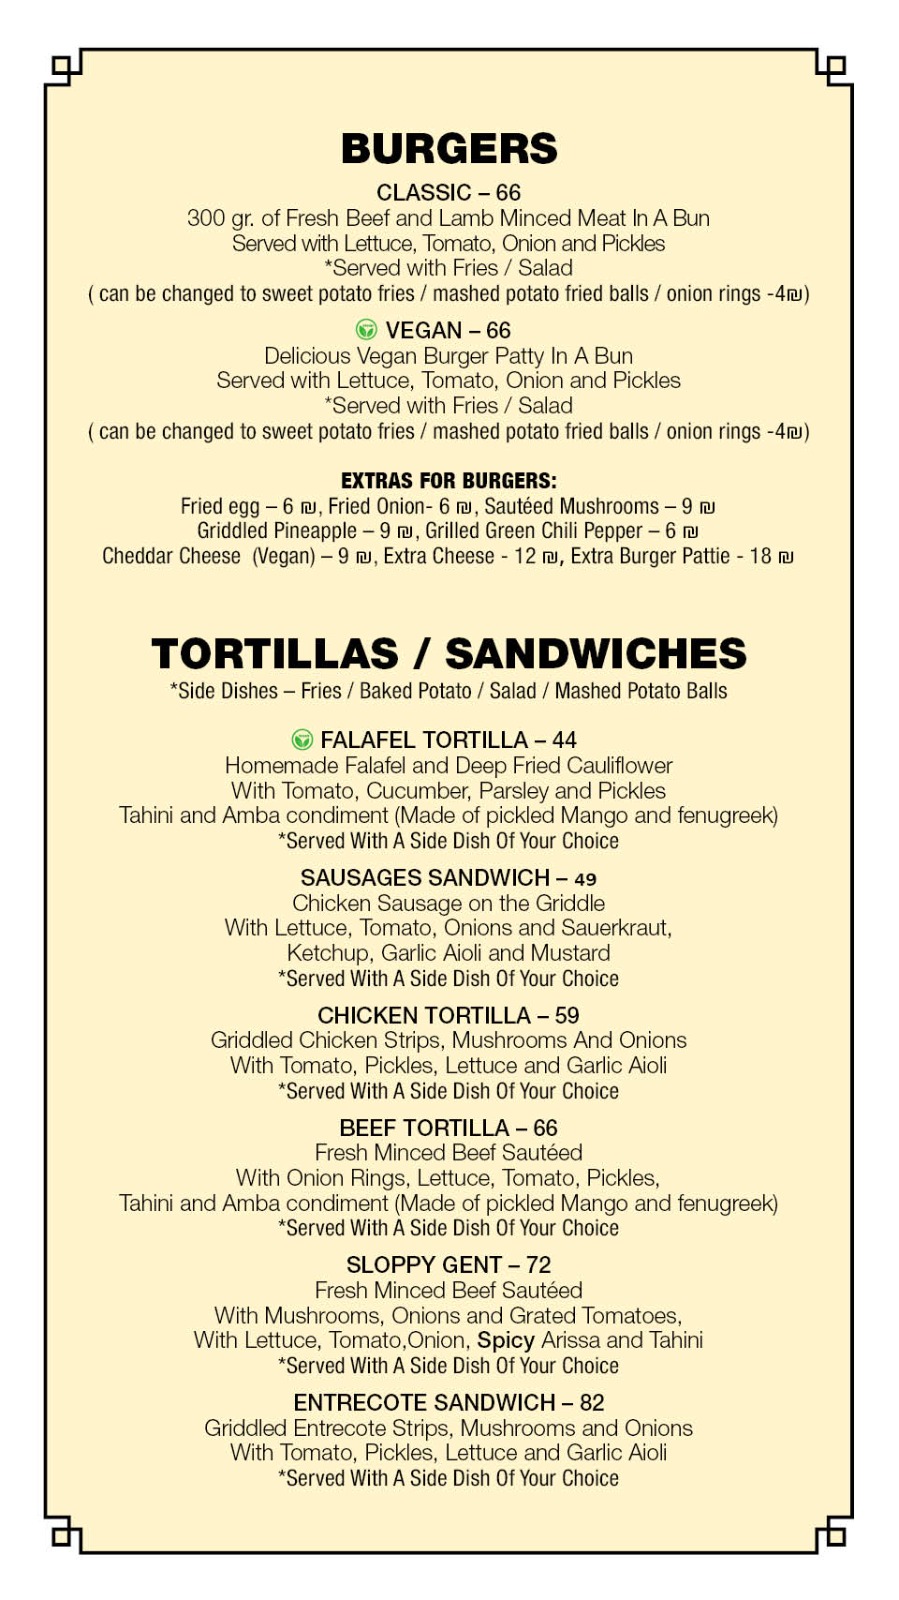 BURGERS
CLASSIC – 66
300 gr. of Fresh Beef and Lamb Minced Meat In A Bun
Served with Lettuce, Tomato, Onion and Pickles
*Served with Fries / Salad
( can be changed to sweet potato fries / mashed potato fried balls / onion rings -4₪)
VEGAN – 66
Delicious Vegan Burger Patty In A Bun
Served with Lettuce, Tomato, Onion and Pickles
*Served with Fries / Salad
( can be changed to sweet potato fries / mashed potato fried balls / onion rings -4₪)
EXTRAS FOR BURGERS:
Fried egg – 6 ₪, Fried Onion- 6 ₪, Sautéed Mushrooms – 9 ₪
Griddled Pineapple – 9 ₪, Grilled Green Chili Pepper – 6 ₪
Cheddar Cheese (Vegan) – 9 ₪, Extra Cheese - 12 ₪, Extra Burger Pattie - 18 ₪
TORTILLAS / SANDWICHES
*Side Dishes – Fries / Baked Potato / Salad / Mashed Potato Balls
FALAFEL TORTILLA – 44
Homemade Falafel and Deep Fried Cauliflower
With Tomato, Cucumber, Parsley and Pickles
Tahini and Amba condiment (Made of pickled Mango and fenugreek)
*Served With A Side Dish Of Your Choice
SAUSAGES SANDWICH – 49
Chicken Sausage on the Griddle
With Lettuce, Tomato, Onions and Sauerkraut,
Ketchup, Garlic Aioli and Mustard
*Served With A Side Dish Of Your Choice
CHICKEN TORTILLA – 59
Griddled Chicken Strips, Mushrooms And Onions
With Tomato, Pickles, Lettuce and Garlic Aioli
*Served With A Side Dish Of Your Choice
BEEF TORTILLA – 66
Fresh Minced Beef Sautéed
With Onion Rings, Lettuce, Tomato, Pickles,
Tahini and Amba condiment (Made of pickled Mango and fenugreek)
*Served With A Side Dish Of Your Choice
SLOPPY GENT – 72
Fresh Minced Beef Sautéed
With Mushrooms, Onions and Grated Tomatoes,
With Lettuce, Tomato,Onion, Spicy Arissa and Tahini
*Served With A Side Dish Of Your Choice
ENTRECOTE SANDWICH – 82
Griddled Entrecote Strips, Mushrooms and Onions
With Tomato, Pickles, Lettuce and Garlic Aioli
*Served With A Side Dish Of Your Choice